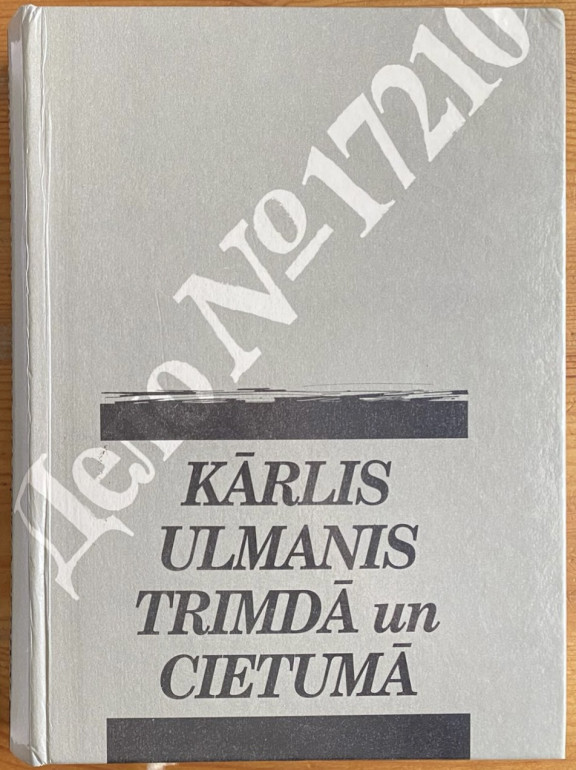 Дело № 17210
KĀRLIS
ULMANIS
TRIMDĀ un
CIETUMĀ